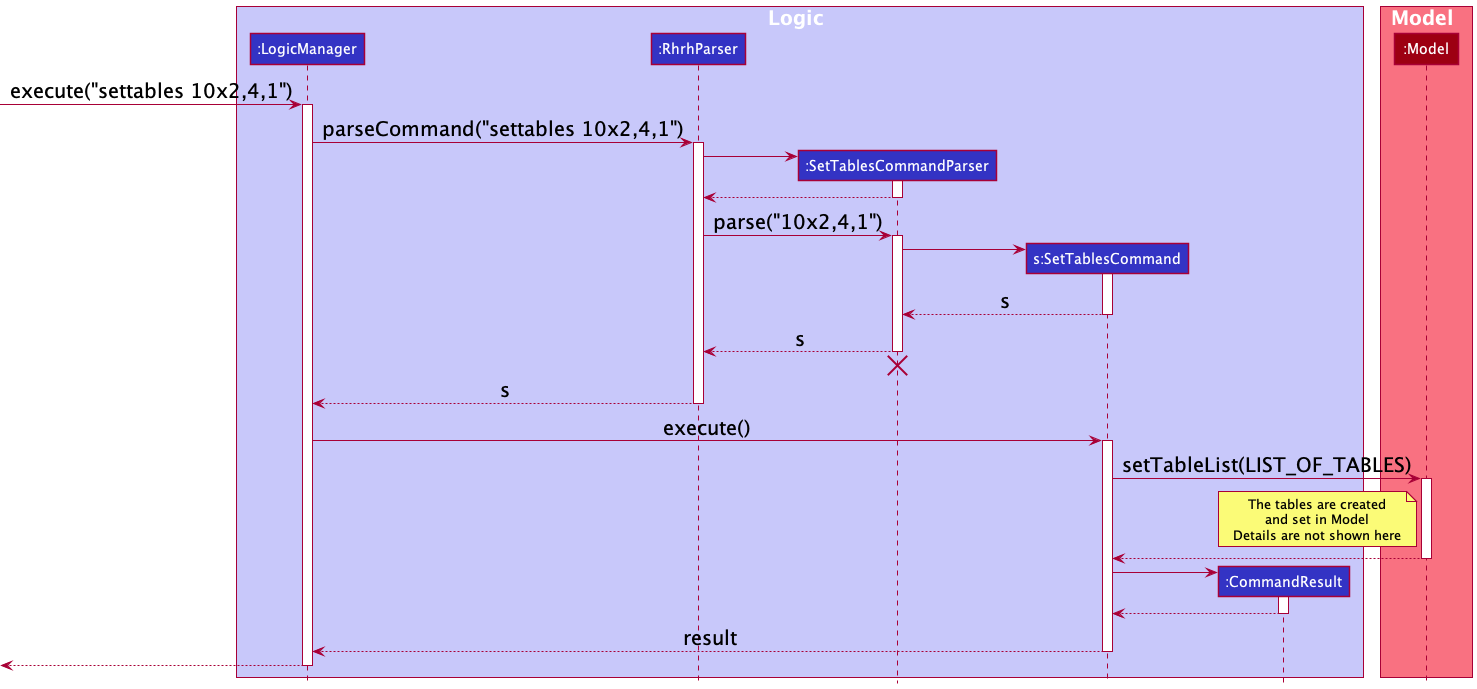 Logic
Model
:LogicManager
:RhrhParser
:Model
execute("settables 10x2,4,1")
parseCommand("settables 10x2,4,1")
:SetTablesCommandParser
parse("10x2,4,1")
s:SetTablesCommand
s
s
s
execute()
setTableList(LIST_OF_TABLES)
The tables are created
and set in Model
Details are not shown here
:CommandResult
result